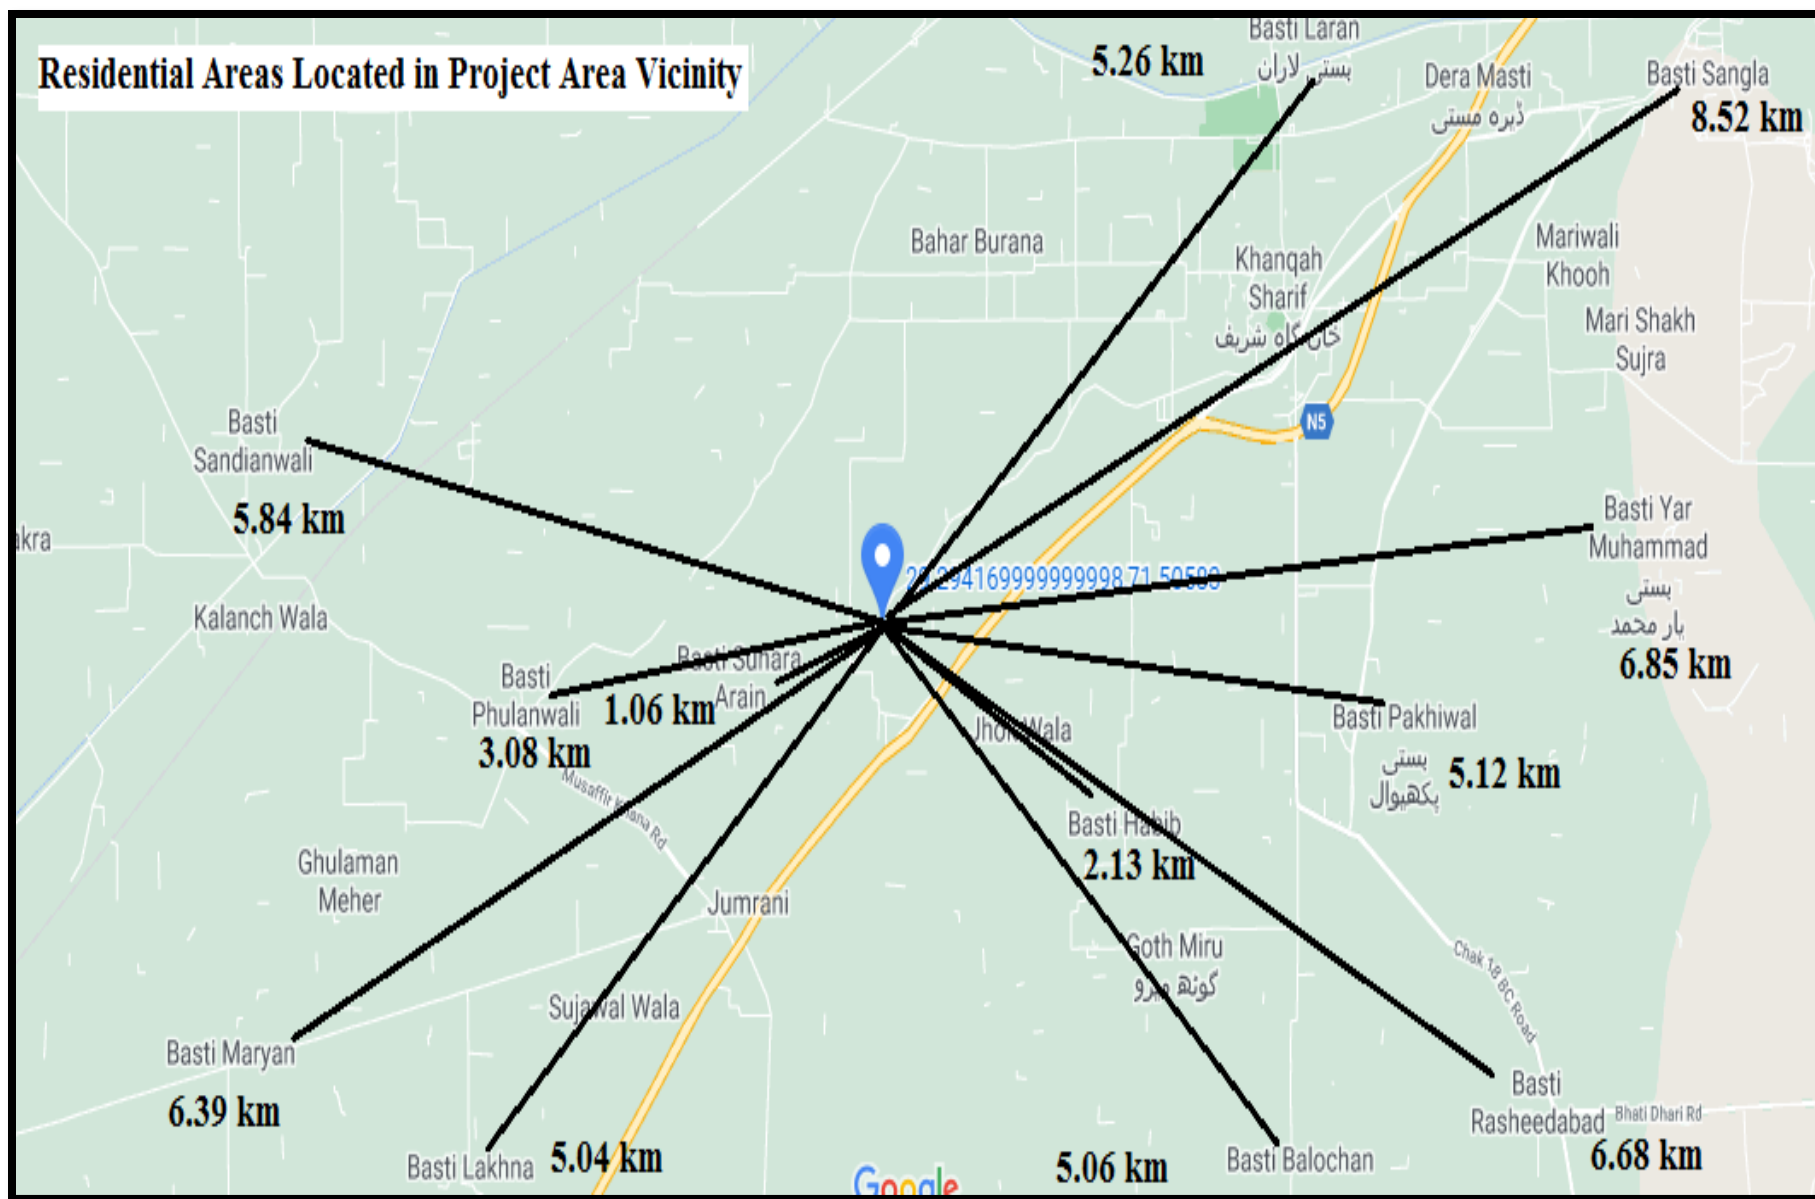 Residential Areas Located in Project Area Vicinity
Basti Laran
بستی لاران
5.26 km
Dera Masti
ڈیرہ مستی
Basti Sangla
8.52 km
Bahar Burana
Khanqah
Sharif
خانگاه شریف
Mariwali
Khooh
Mari Shakh
Sujra
N5
Basti
Sandianwali
5.84 km
akra
Basti Yar
Muhammad
بستی
یار محمد
6.85 km
Kalanch Wala
Basti Sunara
Arain
1.06 km
Basti
Phulanwali
3.08 km
Jhok Wala
Basti Pakhiwal
بستی
پکھیوال
5.12 km
Musaffir Khana Rd
Basti Habib
2.13 km
Ghulaman
Meher
Jumrani
Goth Miru
گوٹھ میرو
Chak 18 BC Road
Sujawal Wala
Basti Maryan
6.39 km
Basti
Rasheedabad
Bhati Dhari Rd
6.68 km
Basti Lakhna
5.04 km
5.06 km
Basti Balochan
Google